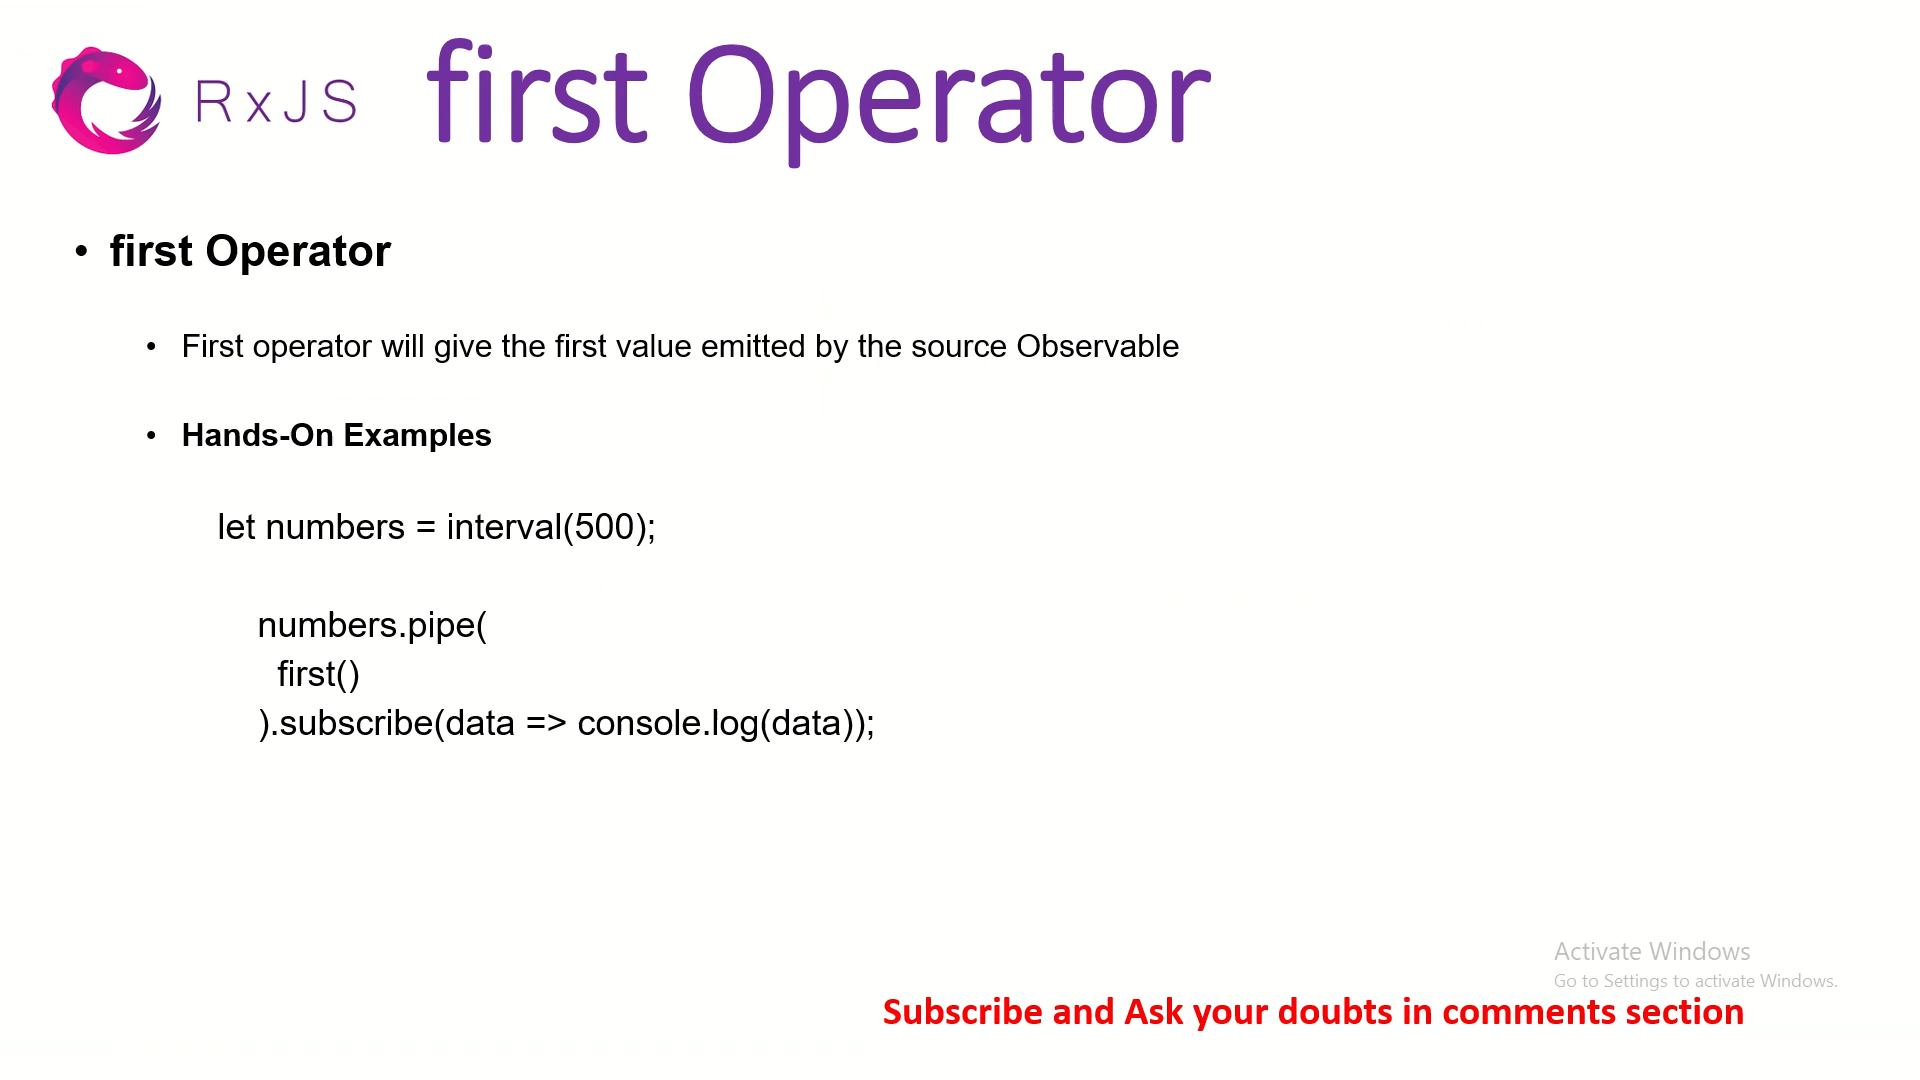 RxJS first Operator
• first Operator
• First operator will give the first value emitted by the source Observable
• Hands-On Examples
let numbers = interval(500);
numbers.pipe(
first()
).subscribe(data => console.log(data));
Activate Windows
Go to Settings to activate Windows.
Subscribe and Ask your doubts in comments section